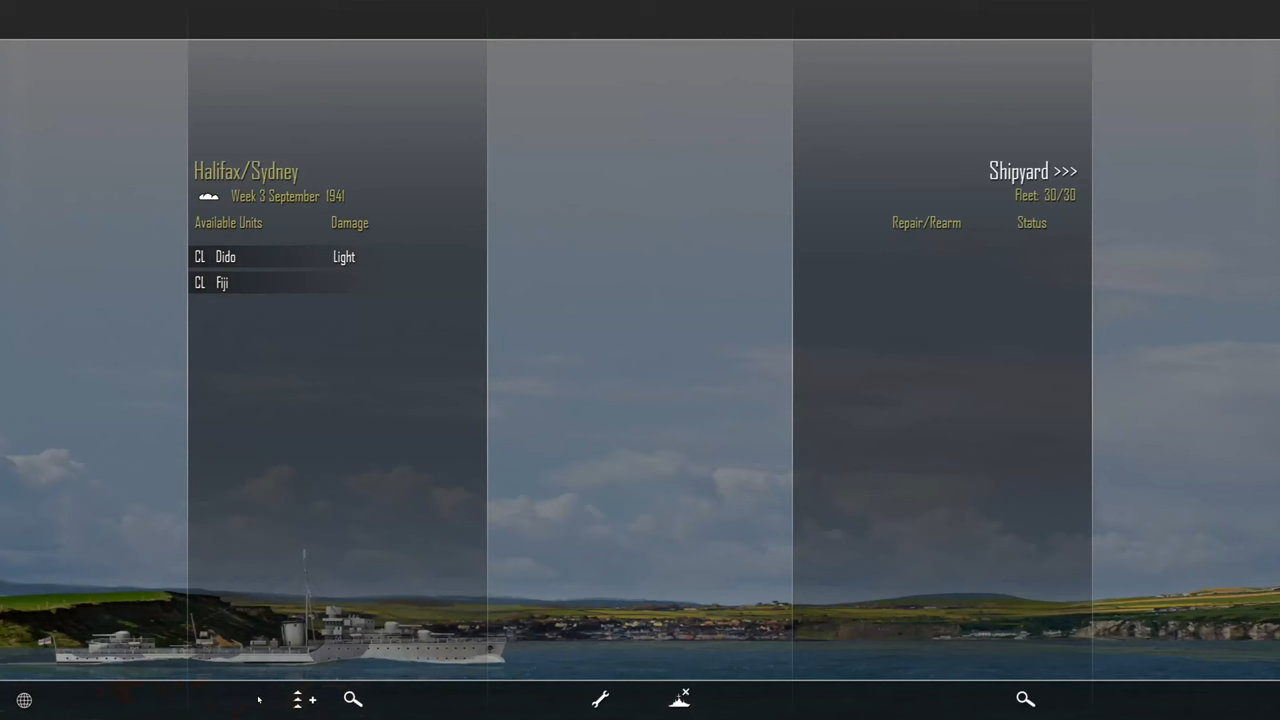 Halifax/Sydney
Week 3 September 1941
Available Units Damage
CL Dido Light
CL Fiji
Shipyard >>>
Fleet: 30/30
Repair/Rearm Status